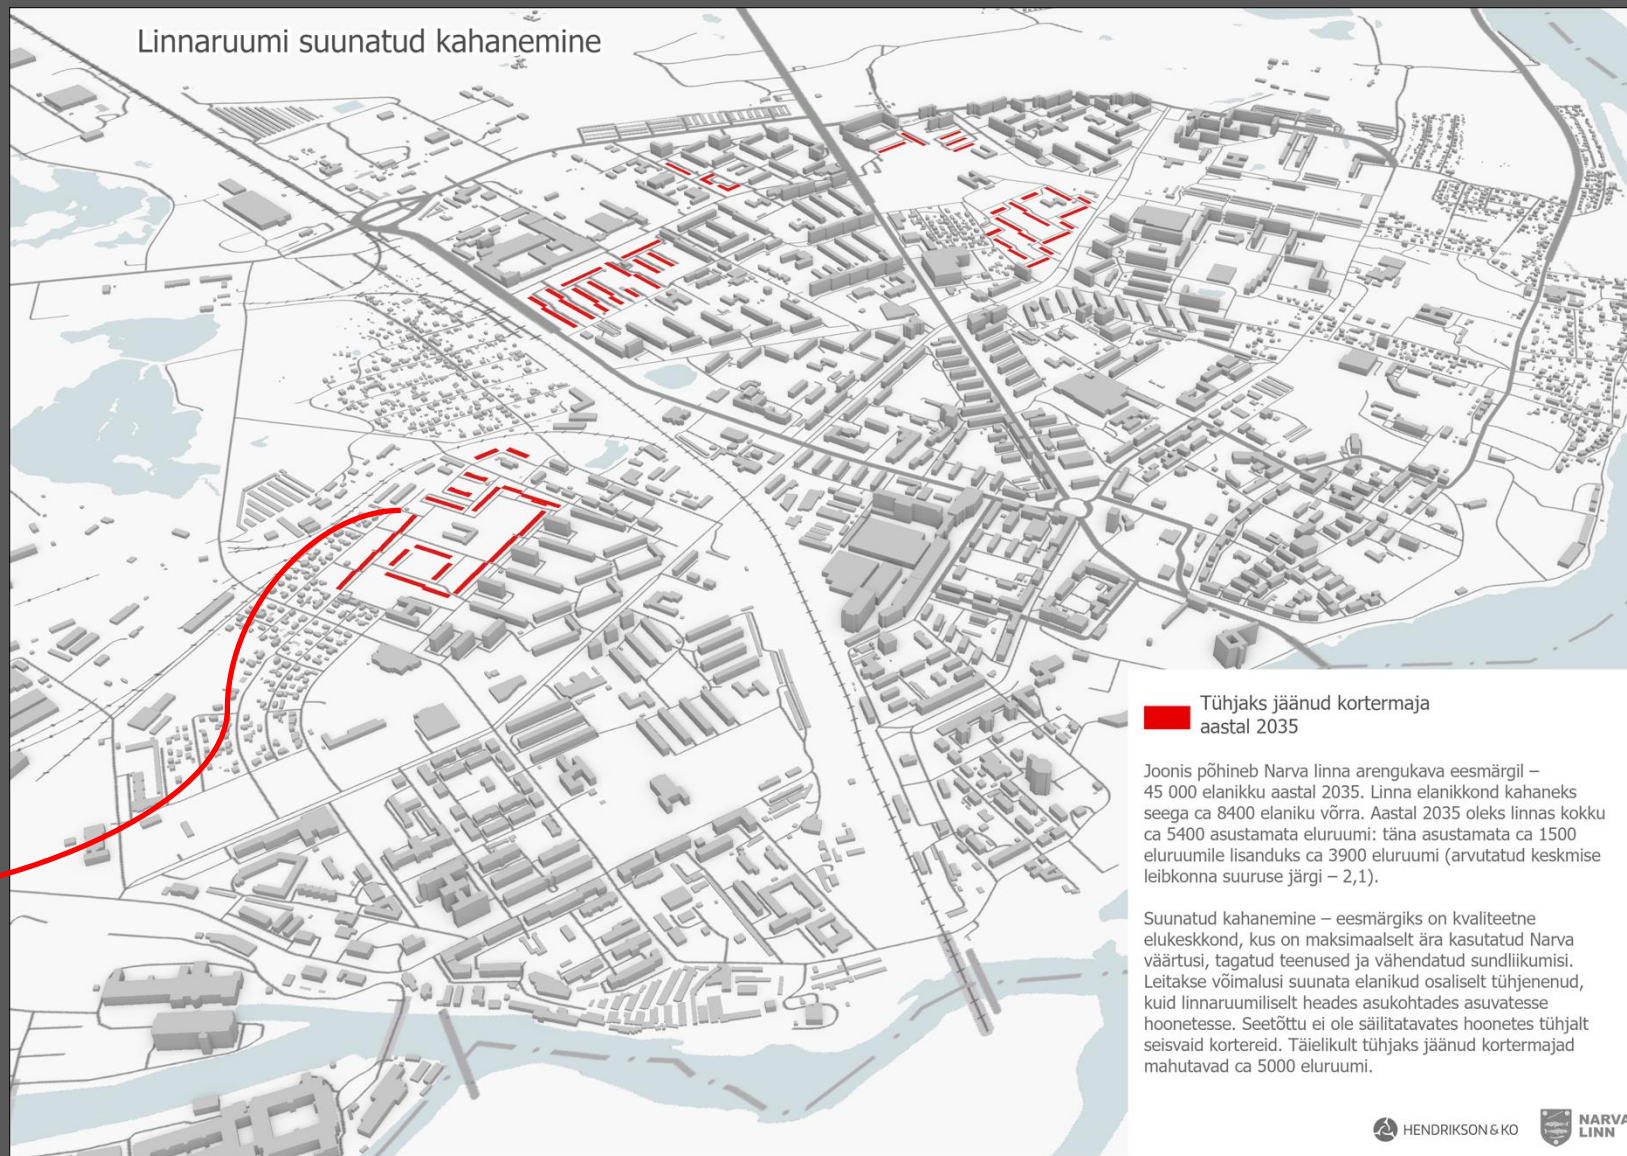 Linnaruumi suunatud kahanemine
Tühjaks jäänud kortermaja
aastal 2035
Joonis põhineb Narva linna arengukava eesmärgil –
45 000 elanikku aastal 2035. Linna elanikkond kahaneks
seega ca 8400 elaniku võrra. Aastal 2035 oleks linnas kokku
ca 5400 asustamata eluruumi: täna asustamata ca 1500
eluruumile lisanduks ca 3900 eluruumi (arvutatud keskmise
leibkonna suuruse järgi – 2,1).
Suunatud kahanemine – eesmärgiks on kvaliteetne
elukeskkond, kus on maksimaalselt ära kasutatud Narva
väärtusi, tagatud teenused ja vähendatud sundliikumisi.
Leitakse võimalusi suunata elanikud osaliselt tühjenenud,
kuid linnaruumiliselt heades asukohtades asuvatesse
hoonetesse. Seetõttu ei ole säilitatavates hoonetes tühjalt
seisvaid kortereid. Täielikult tühjaks jäänud kortermajad
mahutavad ca 5000 eluruumi.
HENDRIKSON & KO
NARVA
LINN